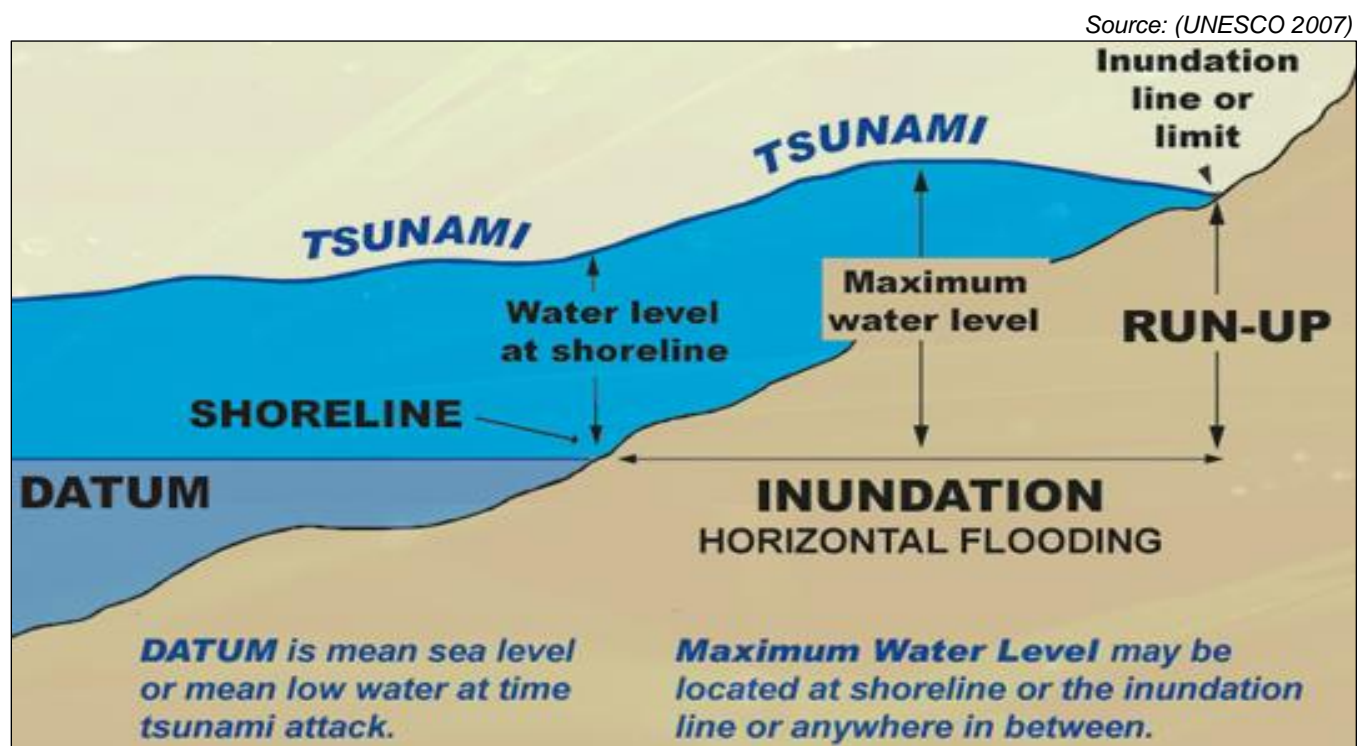 Source: (UNESCO 2007)
Inundation
line or
limit
TSUNAMI
TSUNAMI
Water level
at shoreline
Maximum
water level
RUN-UP
SHORELINE
DATUM
INUNDATION
HORIZONTAL FLOODING
DATUM is mean sea level
or mean low water at time
tsunami attack.
Maximum Water Level may be
located at shoreline or the inundation
line or anywhere in between.